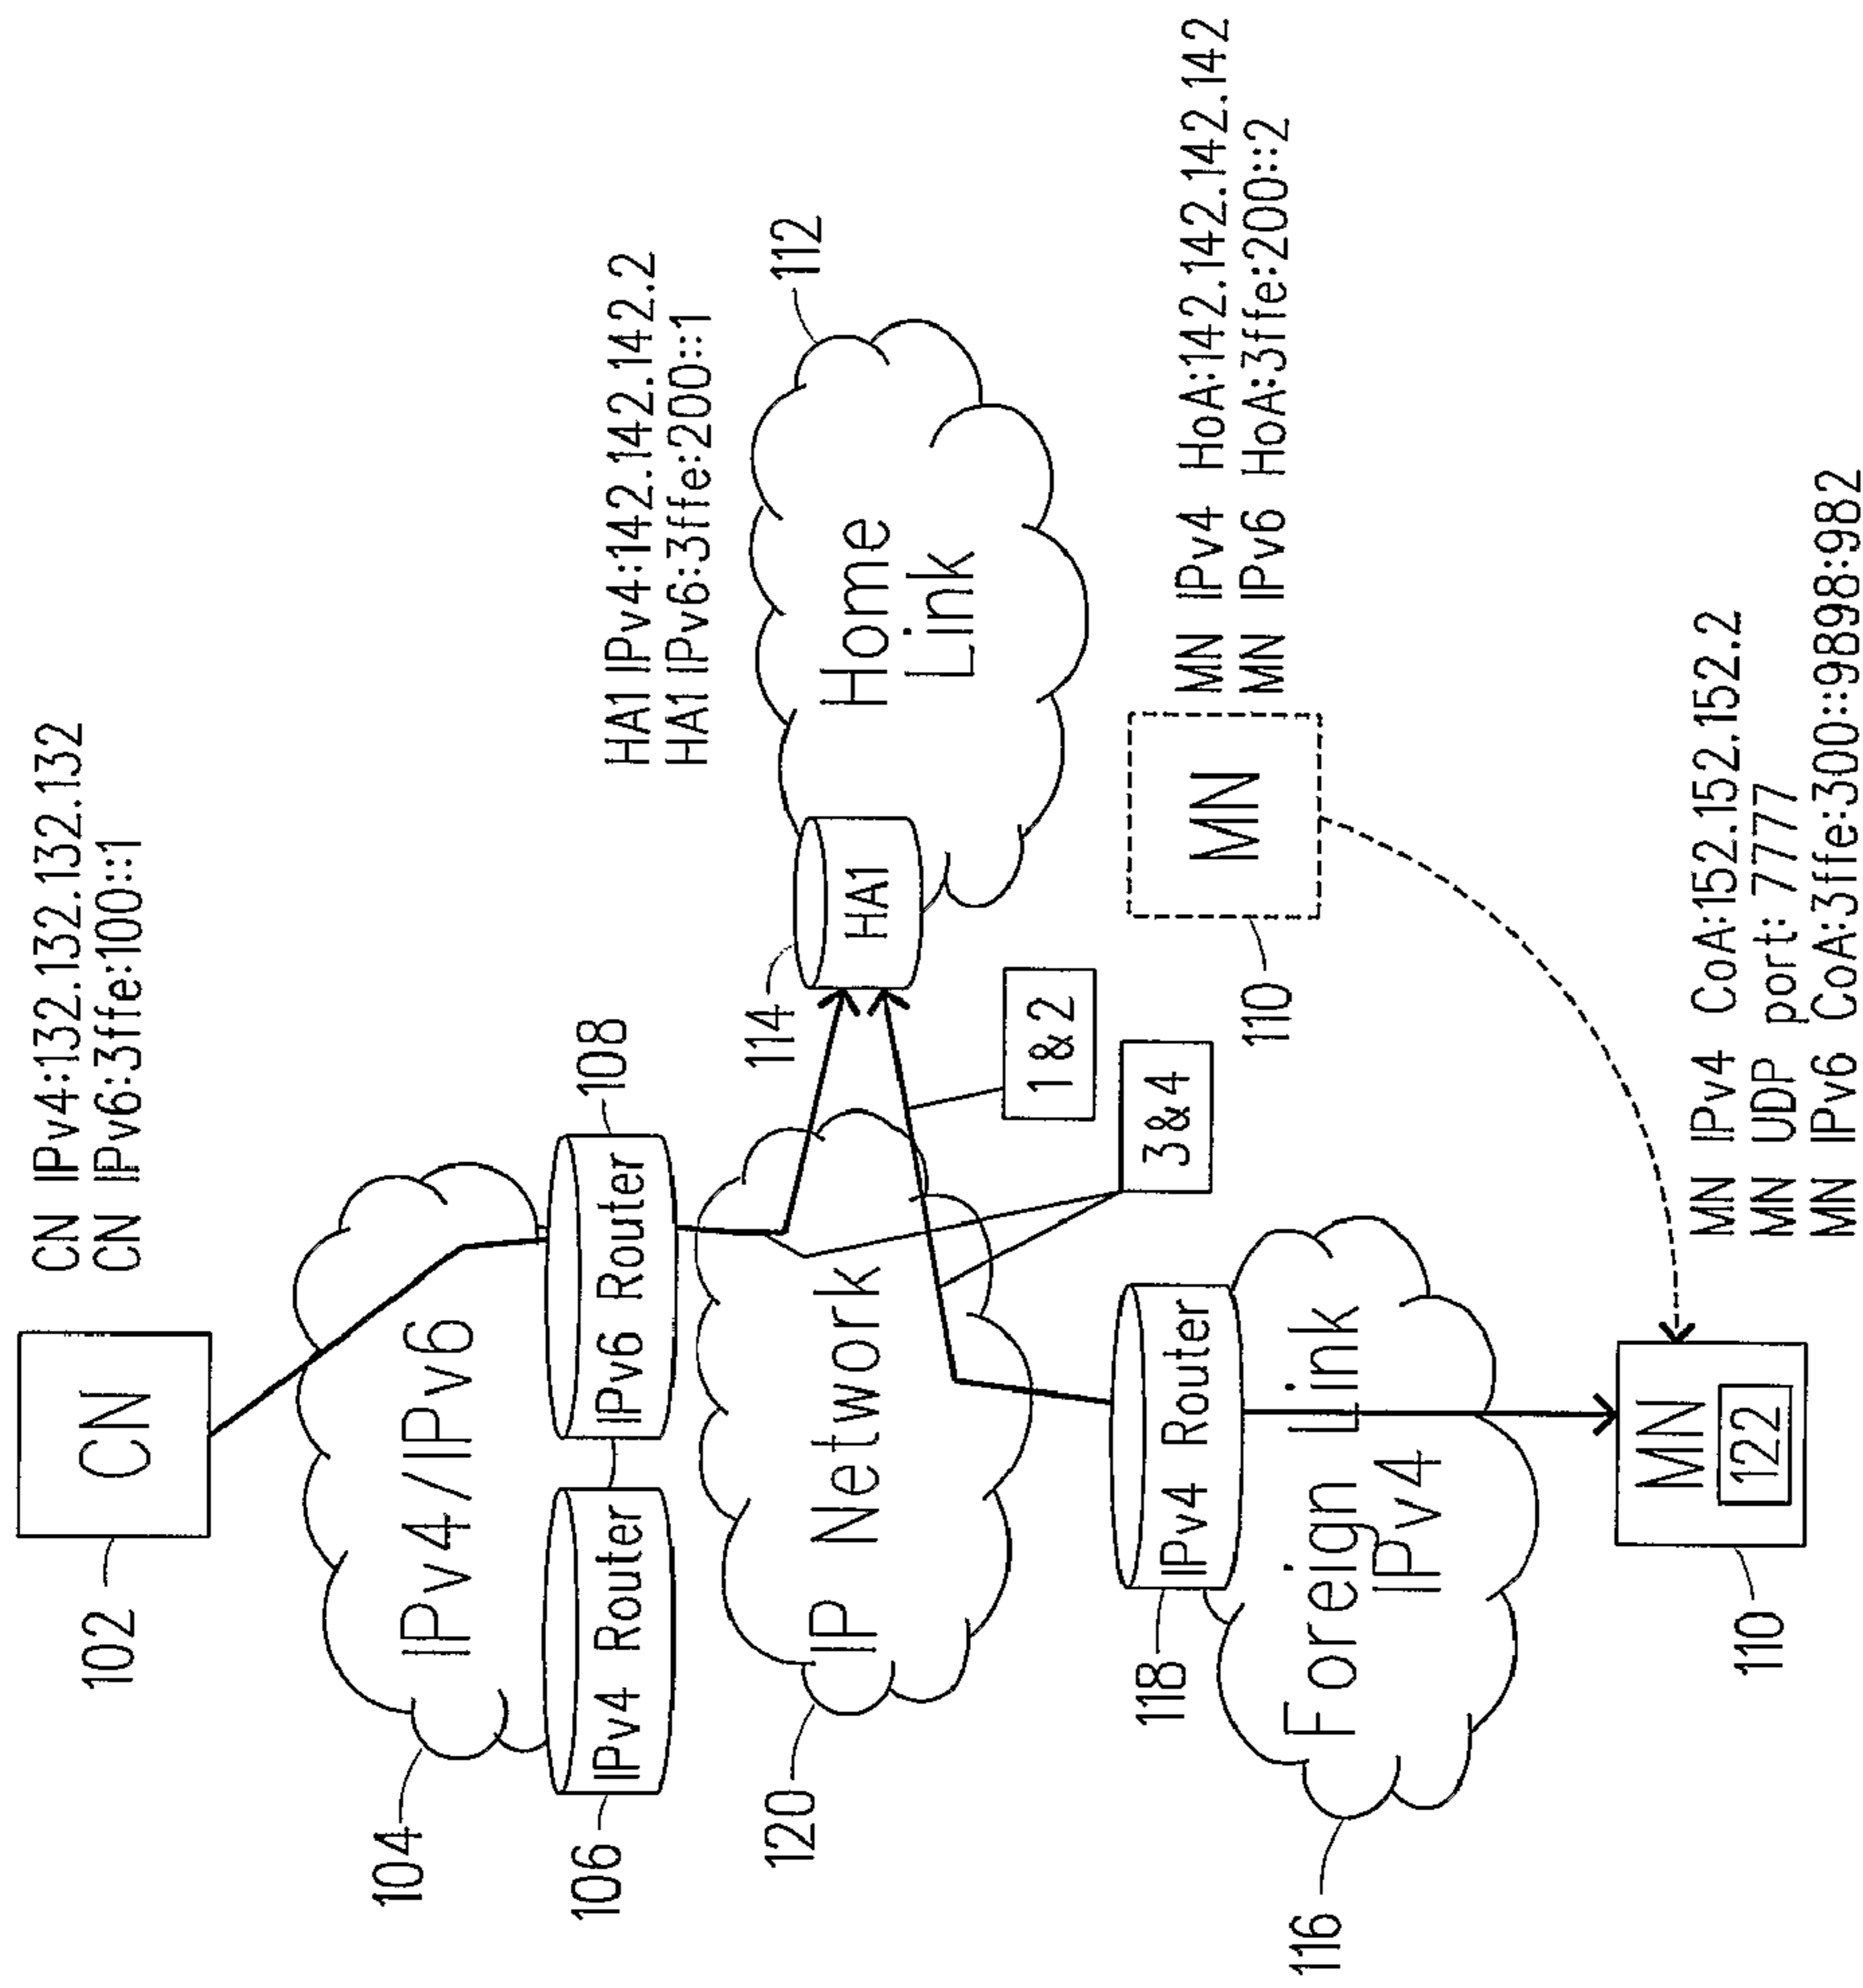 CN IPv4:132.132.132.132
CN IPv6:3ffe:100::1
CN
102
104
IPv4/IPv6
106
IPv4 Router
IPv6 Router
108
HA1 IPv4:142.142.142.2
HA1 IPv6:3ffe:200::1
120
IP Network
114
HA1
112
Home
Link
1&2
3&4
118
IPv4 Router
110
MN
MN IPv4 HoA:142.142.142.142
MN IPv6 HoA:3ffe:200::2
116
Foreign Link
IPv4
110
MN
122
MN IPv4 CoA:152.152.152.2
MN UDP port: 7777
MN IPv6 CoA:3ffe:300::9898:982